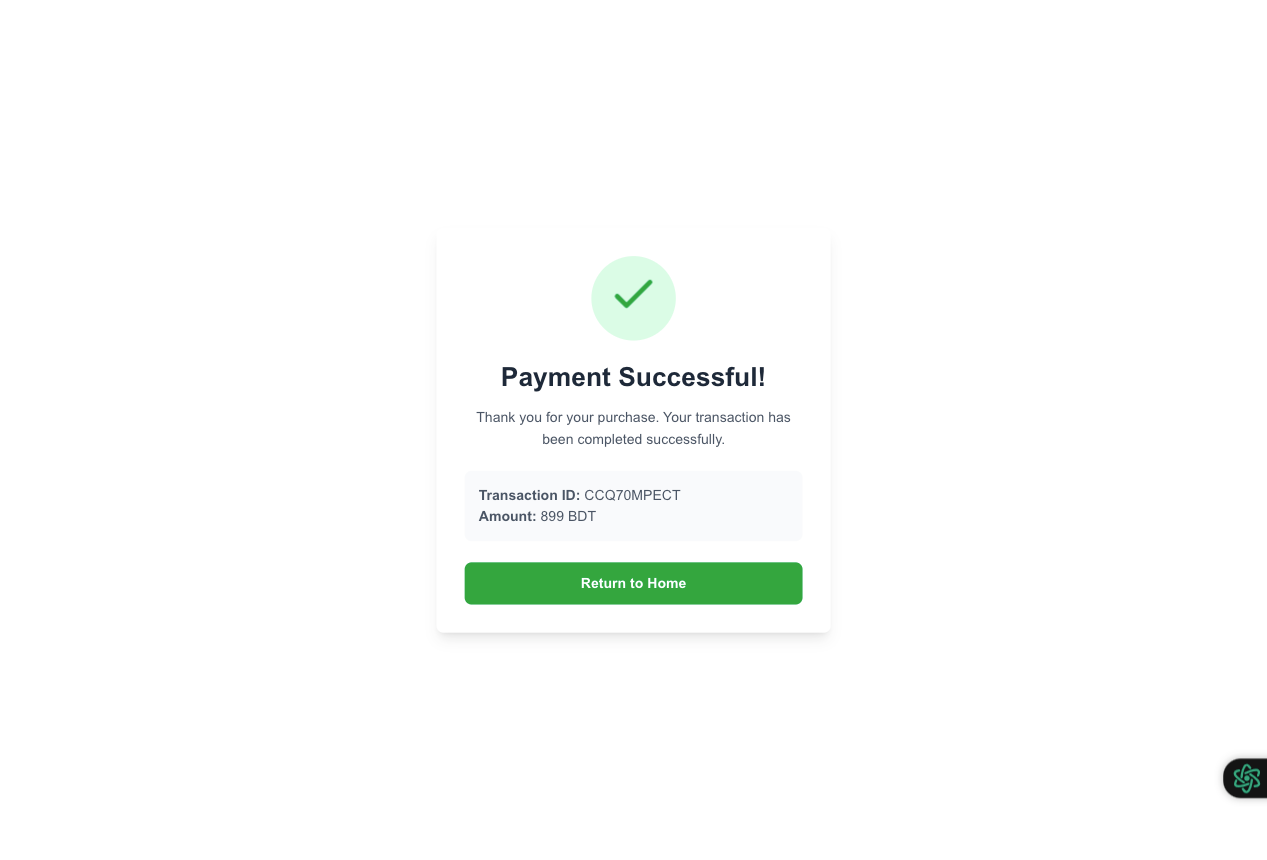 Payment Successful!
Thank you for your purchase. Your transaction has
been completed successfully.
Transaction ID: CCQ70MPECT
Amount: 899 BDT
Return to Home